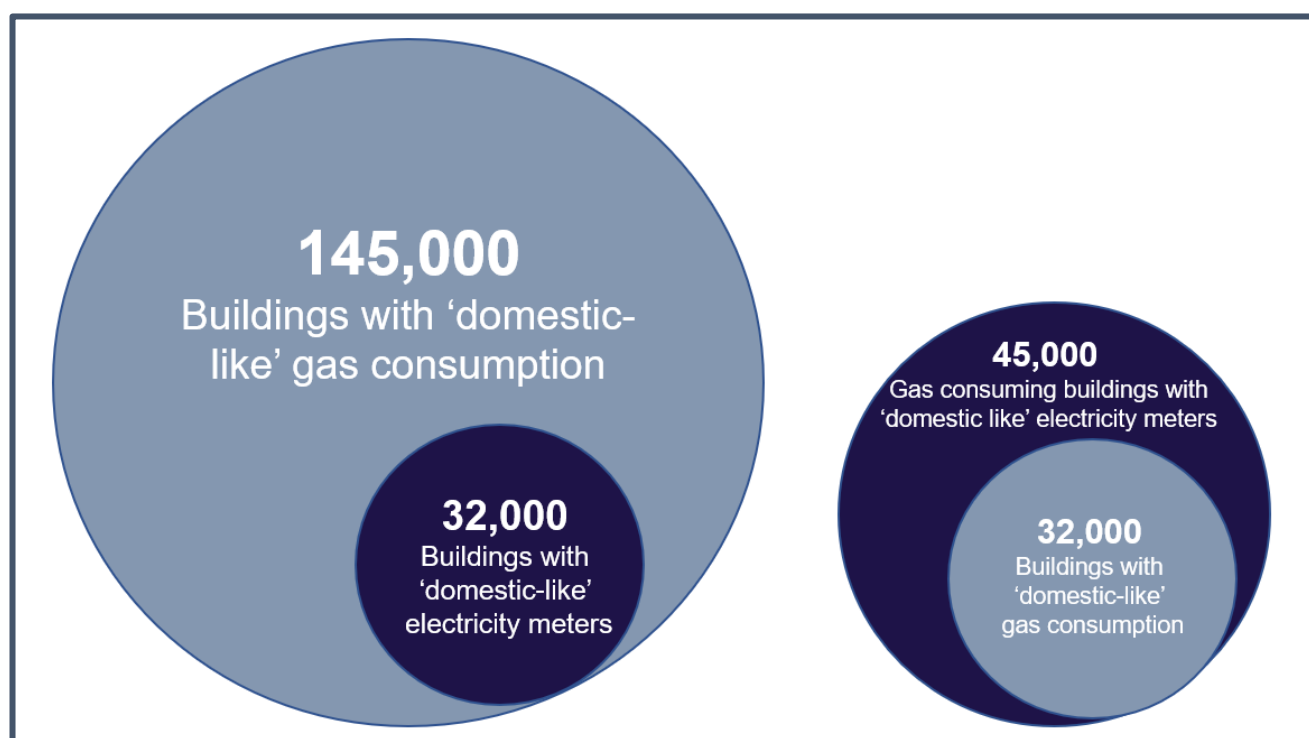 145,000
Buildings with ‘domestic-
like’ gas consumption
32,000
Buildings with
‘domestic-like’
electricity meters
45,000
Gas consuming buildings with
‘domestic like’ electricity meters
32,000
Buildings with
‘domestic-like’
gas consumption